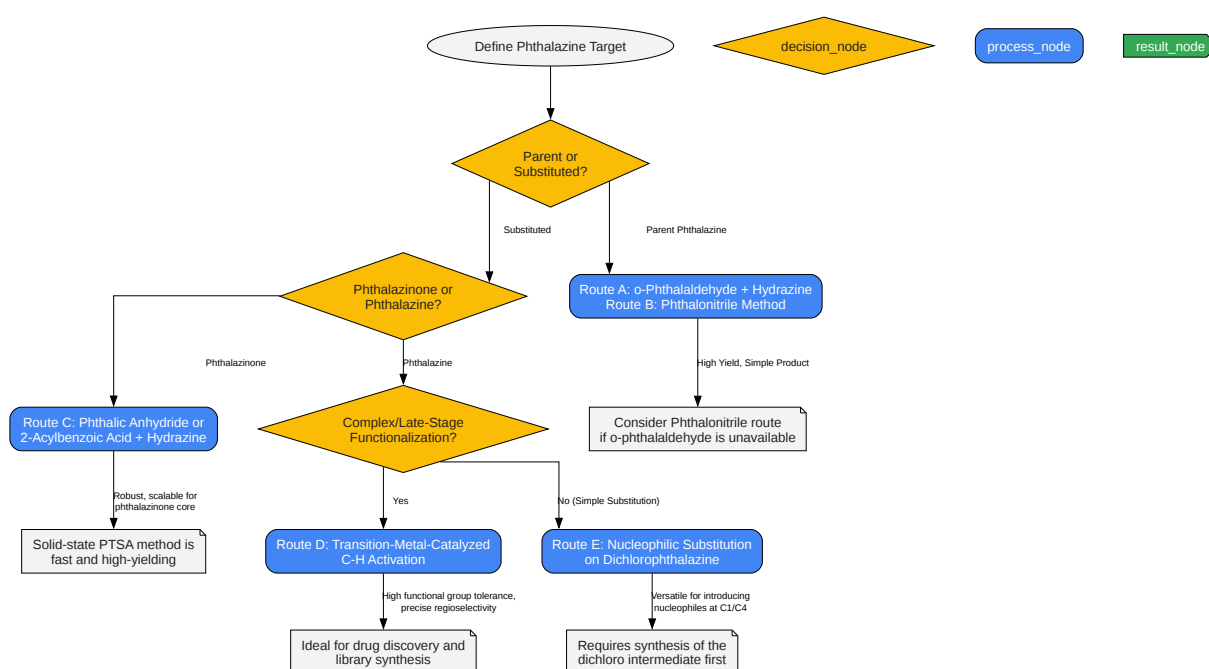 Define Phthalazine Target
decision_node
process_node
result_node
Parent or
Substituted?
Substituted
Parent Phthalazine
Phthalazinone or
Phthalazine?
Route A: o-Phthalaldehyde + Hydrazine
Route B: Phthalonitrile Method
Phthalazinone
Phthalazine
High Yield, Simple Product
Route C: Phthalic Anhydride or
2-Acylbenzoic Acid + Hydrazine
Complex/Late-Stage
Functionalization?
Consider Phthalonitrile route
if o-phthalaldehyde is unavailable
Robust, scalable for
phthalazinone core
Yes
No (Simple Substitution)
Solid-state PTSA method is
fast and high-yielding
Route D: Transition-Metal-Catalyzed
C-H Activation
Route E: Nucleophilic Substitution
on Dichlorophthalazine
High functional group tolerance,
precise regioselectivity
Versatile for introducing
nucleophiles at C1/C4
Ideal for drug discovery and
library synthesis
Requires synthesis of the
dichloro intermediate first